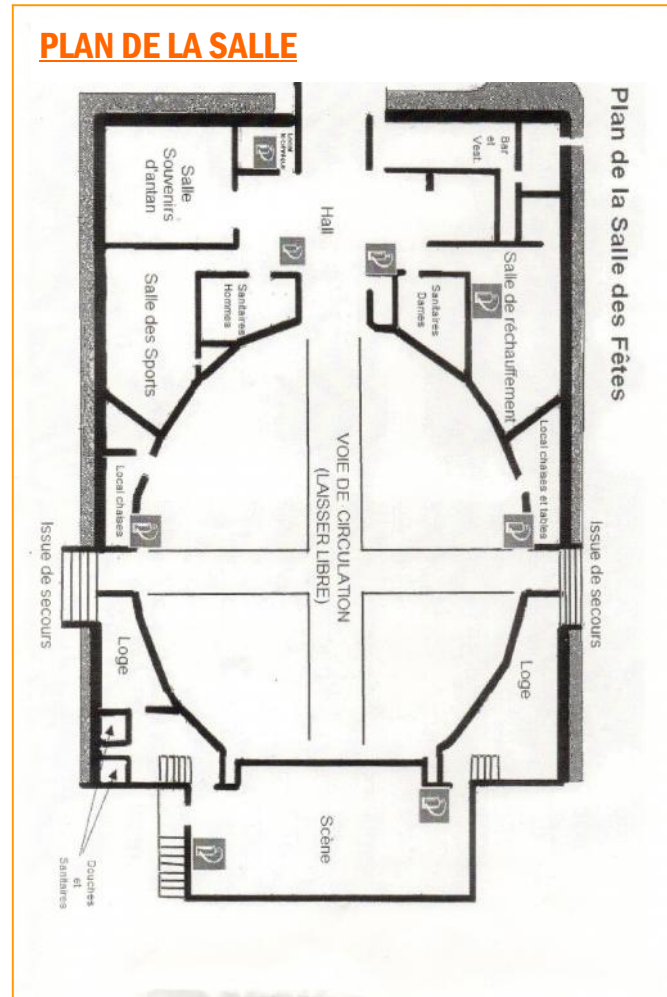 PLAN DE LA SALLE
Plan de la Salle des Fêtes
Bar
et
Vest.
Salle de réchauffement
Local chaises et tables
Issue de secours
Loge
Sanitaires
Dames
Hall
VOIE DE CIRCULATION
(LAISSER LIBRE)
Scène
Local
Salle
Souvenirs
d'antan
Sanitaires
Hommes
Salle des Sports
Local chaises
Issue de secours
Loge
Douches
et
Sanitaires